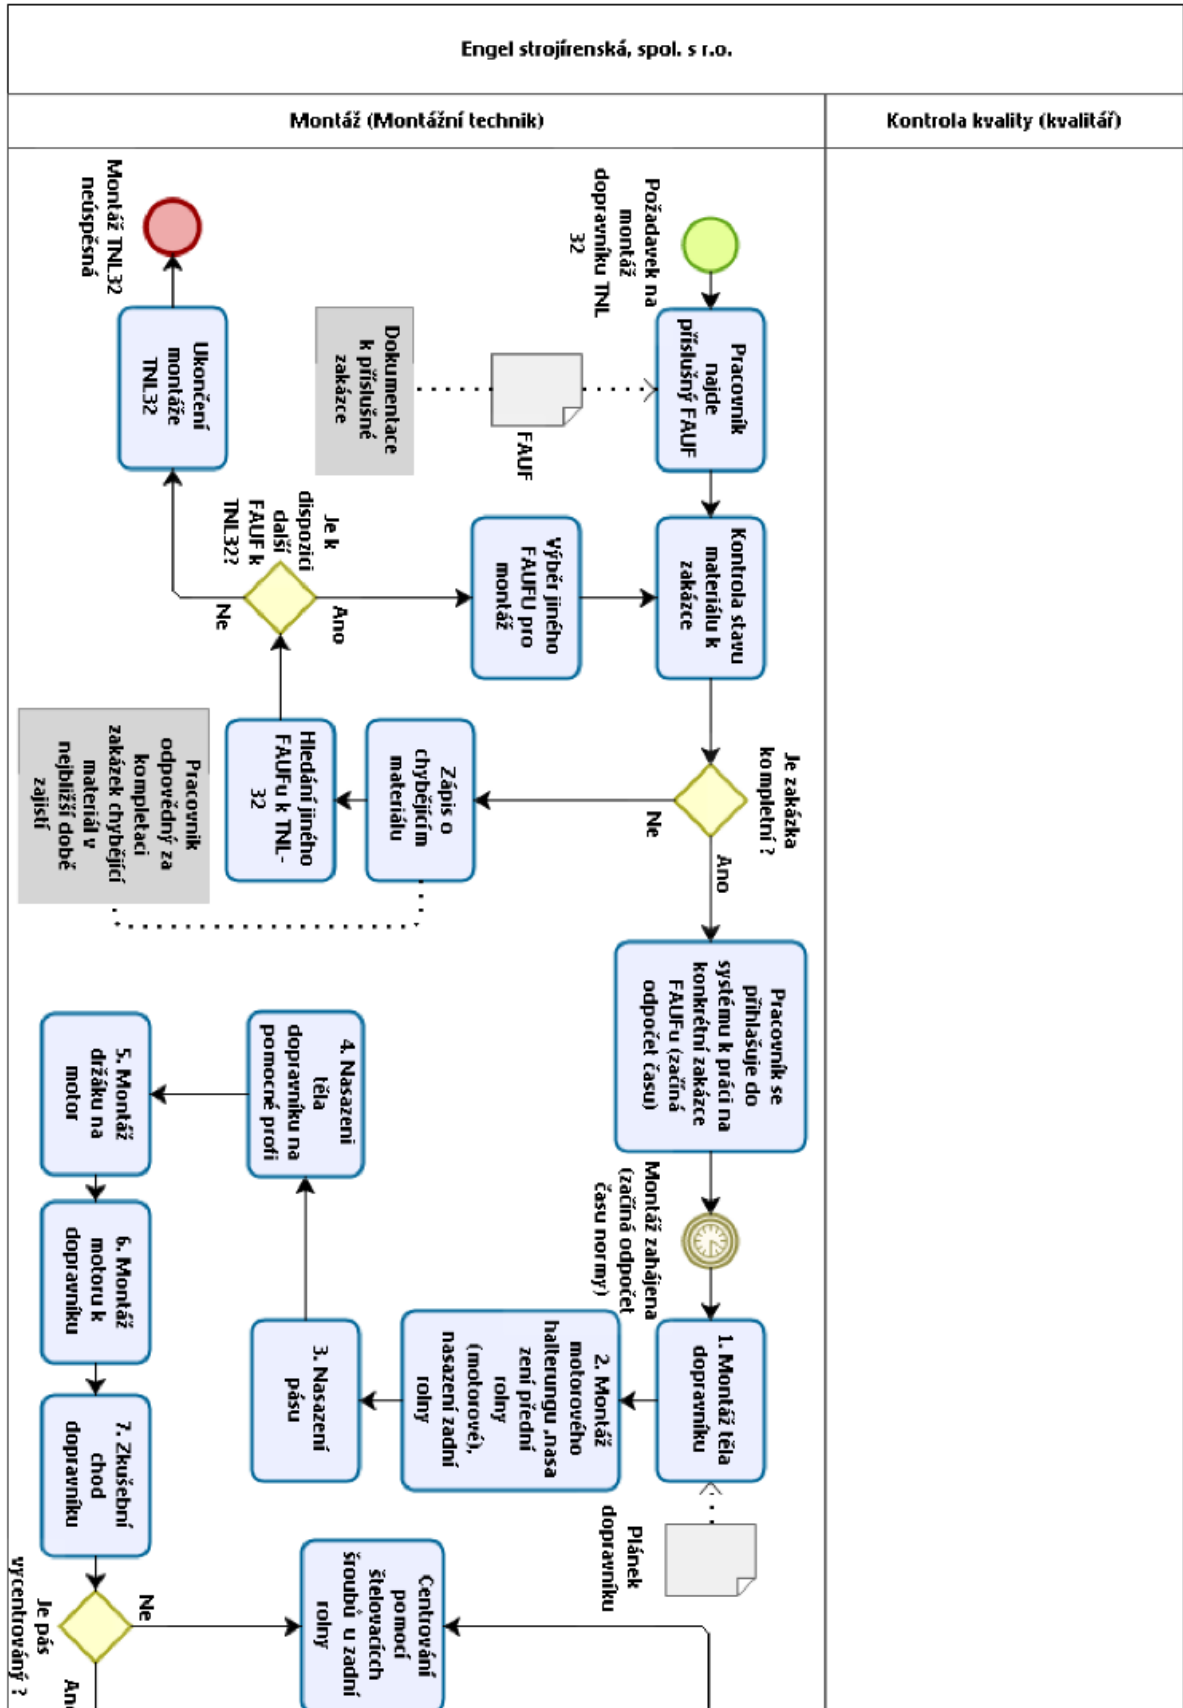 Engel strojírenská, spol. s r.o.
Montáž (Montážní technik)
Kontrola kvality (kvalitář)
Požadavek na
montáž
dopravníku TNL
32
Pracovník
najde
příslušný FAUF
FAUF
Dokumentace
k příslušné
zakázce
Kontrola stavu
materiálu k
zakázce
Je zakázka
kompletní ?
Ne
Ano
Zápis o
chybějícím
materiálu
Pracovník
odpovědný za
kompletaci
zakázek chybějící
materiál v
nejbližší době
zajistí
Hledání jiného
FAUFu k TNL-
32
Je k
dispozici
další
FAUF k
TNL32?
Ano
Ne
Výběr jiného
FAUFU pro
montáž
Ukončení
montáže
TNL32
Montáž TNL32
neúspěsná
Pracovník se
přihlašuje do
systému k práci na
konkrétní zakázce
FAUFu (začíná
odpočet času)
Montáž zahájena
(začíná odpočet
času normy)
1. Montáž těla
dopravníku
Plánek
dopravníku
2. Montáž
motorového
halterungu ,nasa
zení přední
rolny
(motorové),
nasazení zadní
rolny
3. Nasazení
pásu
4. Nasazeni
těla
dopravníku na
pomocné profi
5. Montáž
držáku na
motor
6. Montáž
motoru k
dopravníku
7. Zkušební
chod
dopravníku
Je pás
vycentrováný ?
Ne
Ano
Centrování
pomocí
štelovacích
šroubů u zadní
rolny